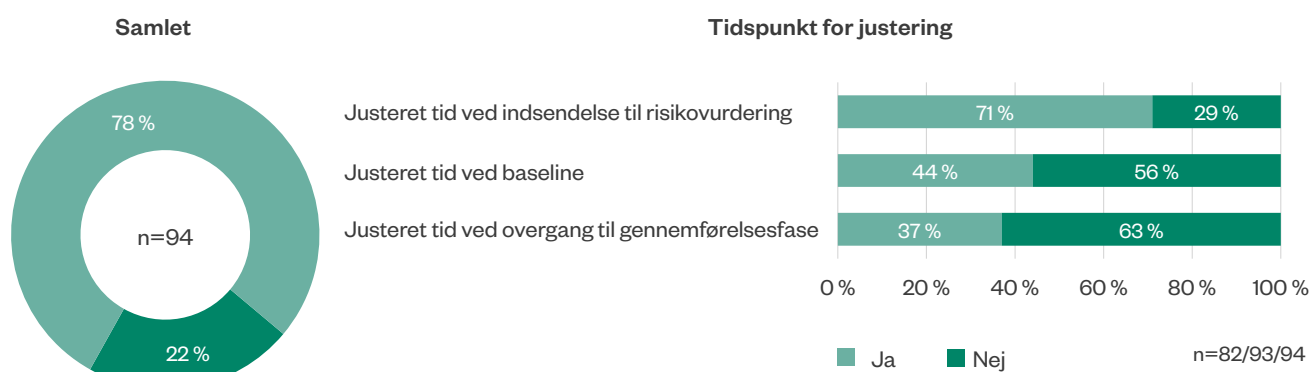 Samlet
78 %
n=94
22 %
Tidspunkt for justering
Justeret tid ved indsendelse til risikovurdering
71 %
29 %
Justeret tid ved baseline
44 %
56 %
Justeret tid ved overgang til gennemførelsesfase
37 %
63 %
0 % 20 % 40 % 60 % 80 % 100 %
Ja Nej
n=82/93/94